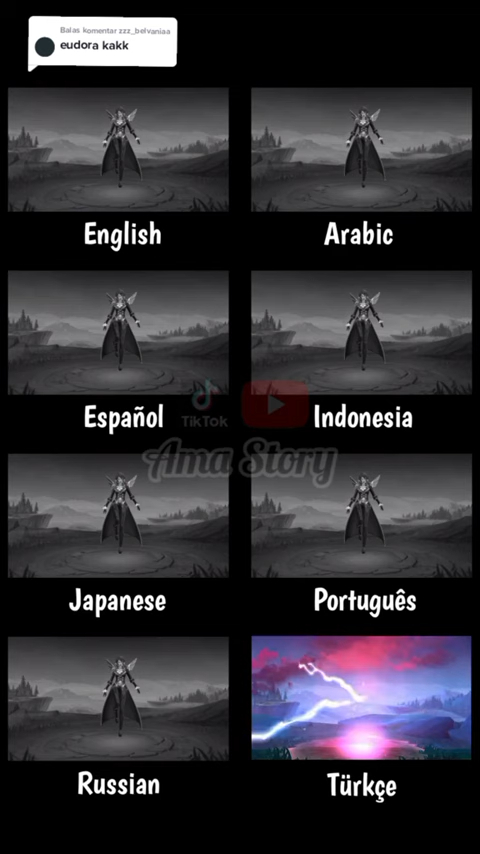 Balas komentar zzz_belvaniaa
eudora kakk
English
Arabic
Español
Indonesia
TikTok
Ama Story
Japanese
Português
Russian
Türkçe